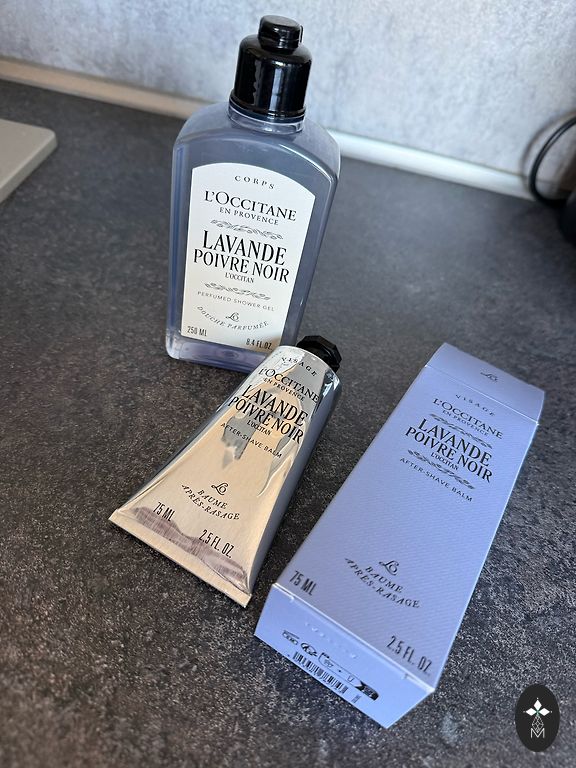 CORPS
L'OCCITANE
EN PROVENCE
LAVANDE
POIVRE NOIR
L'OCCITAN
PERFUMED SHOWER GEL
DOUCHE PARFUMÉE
250 ML
8.4 FL.OZ.
VISAGE
L'OCCITANE
EN PROVENCE
LAVANDE
POIVRE NOIR
L'OCCITAN
AFTER-SHAVE BALM
BAUME
APRÈS-RASAGE
75 ML
2.5 FL. OZ.
VISAGE
L'OCCITANE
EN PROVENCE
LAVANDE
POIVRE NOIR
L'OCCITAN
AFTER-SHAVE BALM
BAUME
APRÈS-RASAGE
75 ML
2.5 FL. OZ.
M